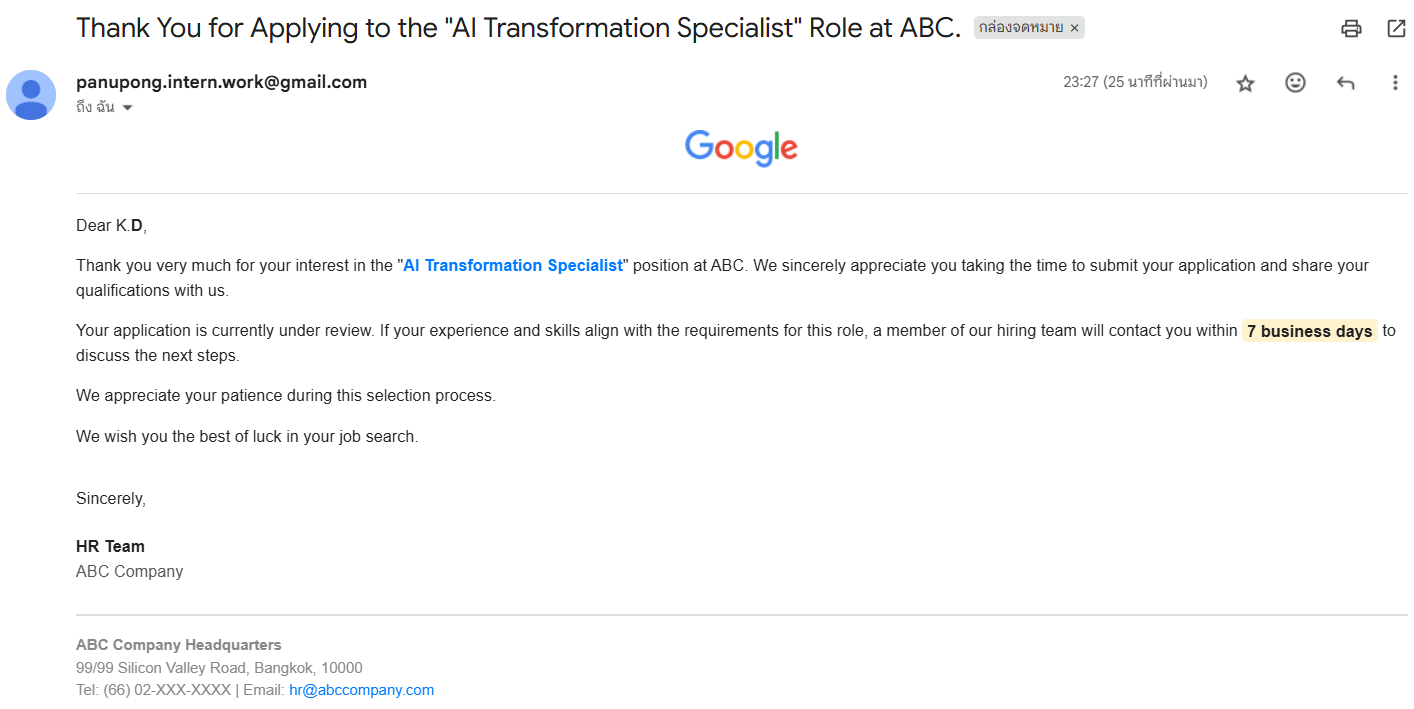 Thank You for Applying to the "AI Transformation Specialist" Role at ABC. กล่องจดหมาย ×
panupong.intern.work@gmail.com 23:27 (25 นาทีที่ผ่านมา)
ถึง ฉัน
Google
Dear K.D,
Thank you very much for your interest in the "AI Transformation Specialist" position at ABC. We sincerely appreciate you taking the time to submit your application and share your
qualifications with us.
Your application is currently under review. If your experience and skills align with the requirements for this role, a member of our hiring team will contact you within 7 business days to
discuss the next steps.
We appreciate your patience during this selection process.
We wish you the best of luck in your job search.
Sincerely,
HR Team
ABC Company
ABC Company Headquarters
99/99 Silicon Valley Road, Bangkok, 10000
Tel: (66) 02-XXX-XXXX | Email: hr@abccompany.com